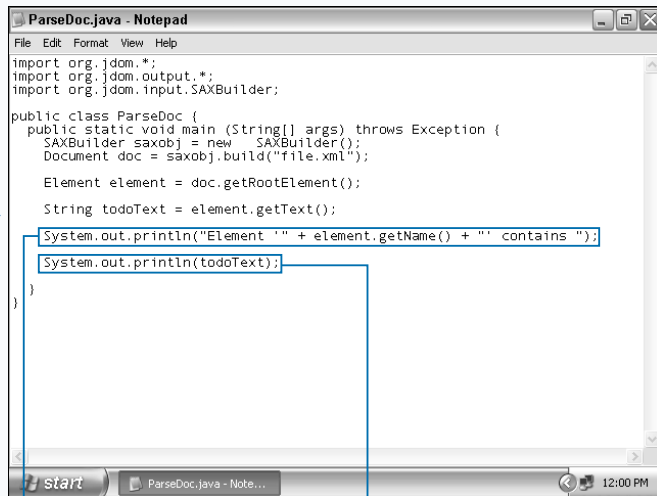 ParseDoc.java - Notepad
File Edit Format View Help
import org.jdom.*;
import org.jdom.output.*;
import org.jdom.input.SAXBuilder;
public class ParseDoc {
public static void main (String[] args) throws Exception {
SAXBuilder saxobj = new SAXBuilder();
Document doc = saxobj.build("file.xml");
Element element = doc.getRootElement();
String todoText = element.getText();
System.out.println("Element '" + element.getName() + "' contains ");
System.out.println(todoText);
}
}
start ParseDoc.java - Note... 12:00 PM